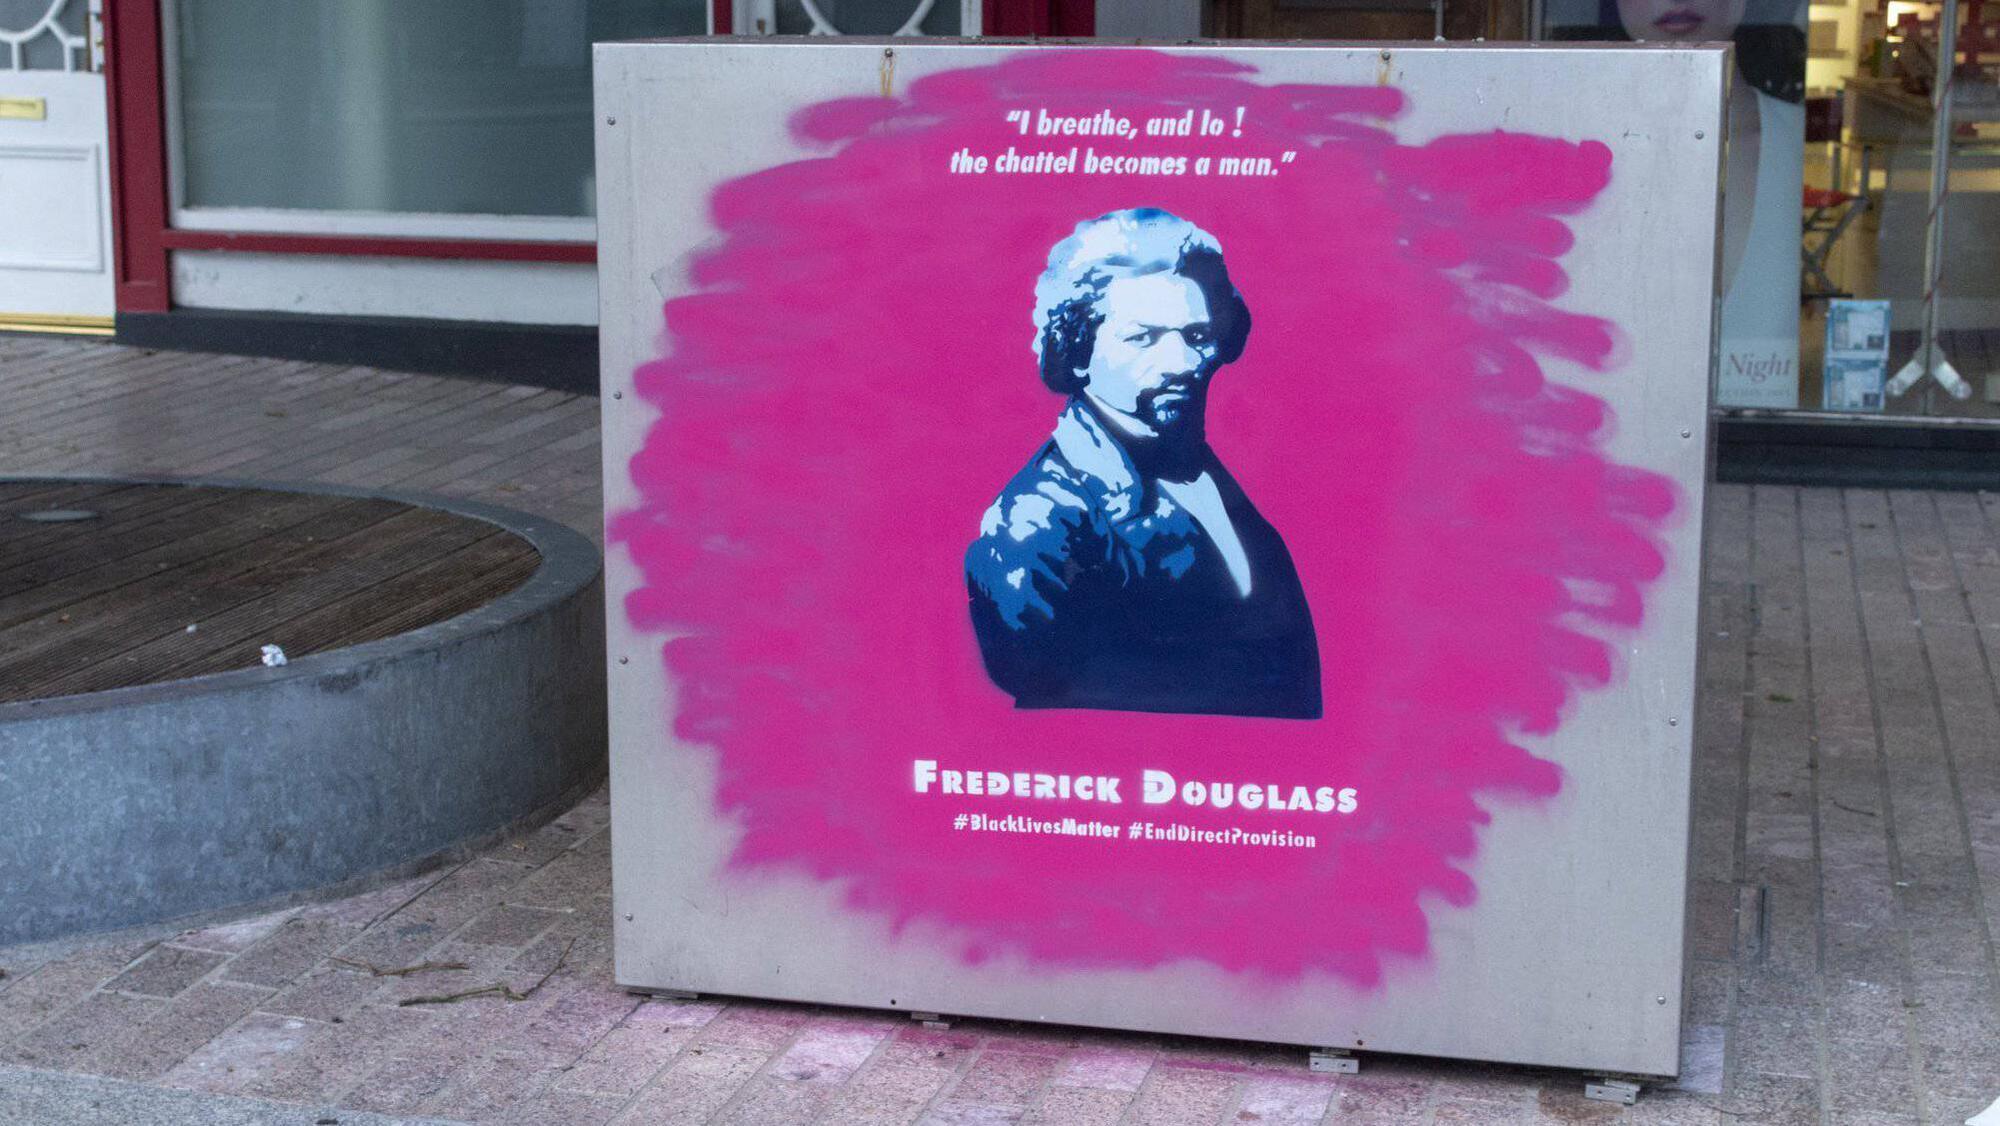 “I breathe, and lo !
the chattel becomes a man.”
FREDERICK DOUGLASS
#BlackLivesMatter #EndDirectProvision
Night